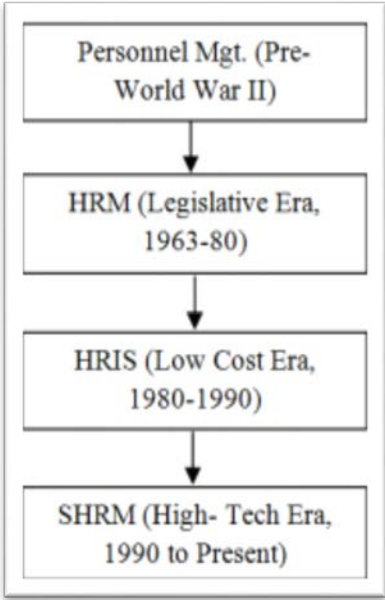 Personnel Mgt. (Pre-
World War II)
HRM (Legislative Era,
1963-80)
HRIS (Low Cost Era,
1980-1990)
SHRM (High- Tech Era,
1990 to Present)